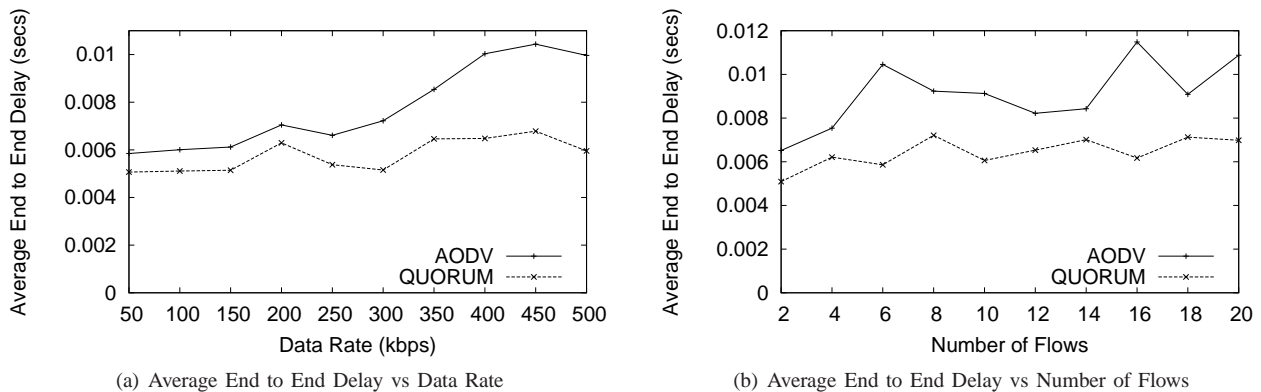 Average End to End Delay (secs)
0.01
0.008
0.006
0.004
0.002
0
AODV
QUORUM
50 100 150 200 250 300 350 400 450 500
Data Rate (kbps)
(a) Average End to End Delay vs Data Rate
Average End to End Delay (secs)
0.012
0.01
0.008
0.006
0.004
0.002
0
AODV
QUORUM
2 4 6 8 10 12 14 16 18 20
Number of Flows
(b) Average End to End Delay vs Number of Flows